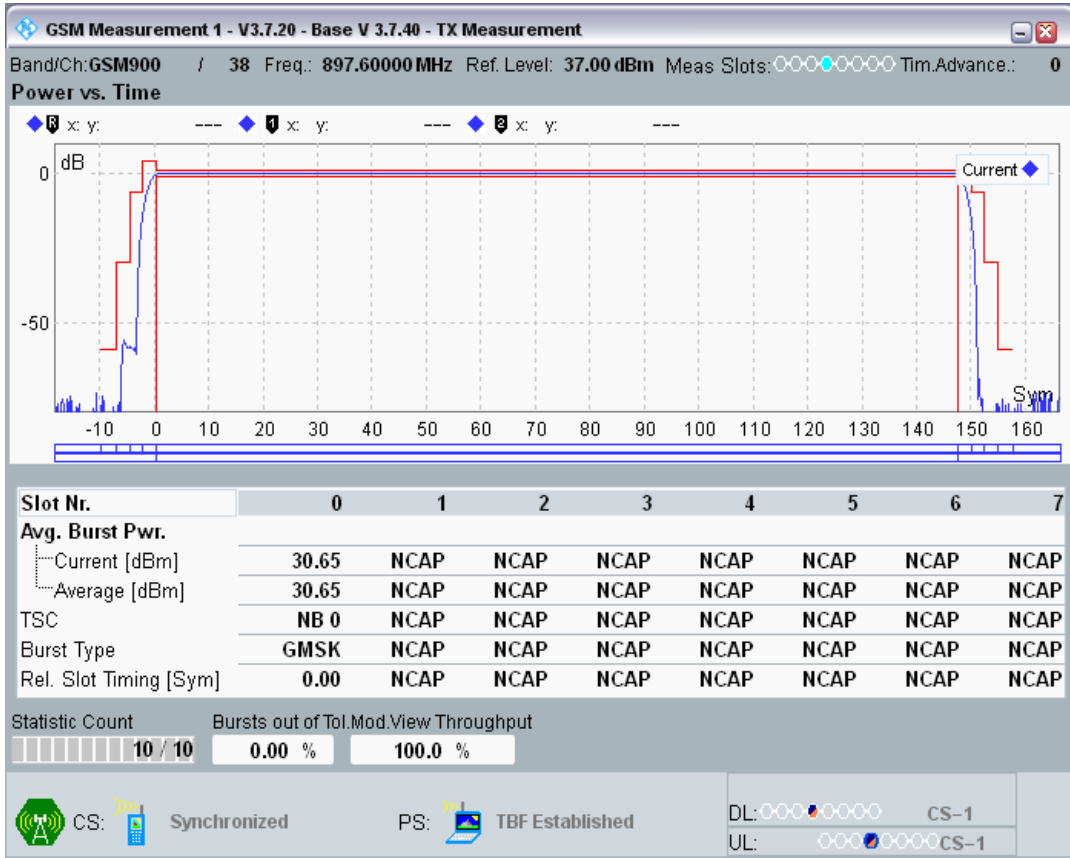 GSM Measurement 1 - V3.7.20 - Base V 3.7.40 - TX Measurement
Band/Ch:GSM900 / 38 Freq.: 897.60000 MHz Ref. Level: 37.00 dBm Meas Slots: Tim.Advance.: 0
Power vs. Time
R x: y: --- 1 x: y: --- 2 x: y: ---
dB
Current
0
-50
Sym
-10 0 10 20 30 40 50 60 70 80 90 100 110 120 130 140 150 160
Slot Nr. 0 1 2 3 4 5 6 7
Avg. Burst Pwr.
Current [dBm] 30.65 NCAP NCAP NCAP NCAP NCAP NCAP NCAP
Average [dBm] 30.65 NCAP NCAP NCAP NCAP NCAP NCAP NCAP
TSC NB 0 NCAP NCAP NCAP NCAP NCAP NCAP NCAP
Burst Type GMSK NCAP NCAP NCAP NCAP NCAP NCAP NCAP
Rel. Slot Timing [Sym] 0.00 NCAP NCAP NCAP NCAP NCAP NCAP NCAP
Statistic Count Bursts out of Tol.Mod.View Throughput
10 / 10 0.00 % 100.0 %
CS: Synchronized PS: TBF Established
DL: CS-1
UL: CS-1